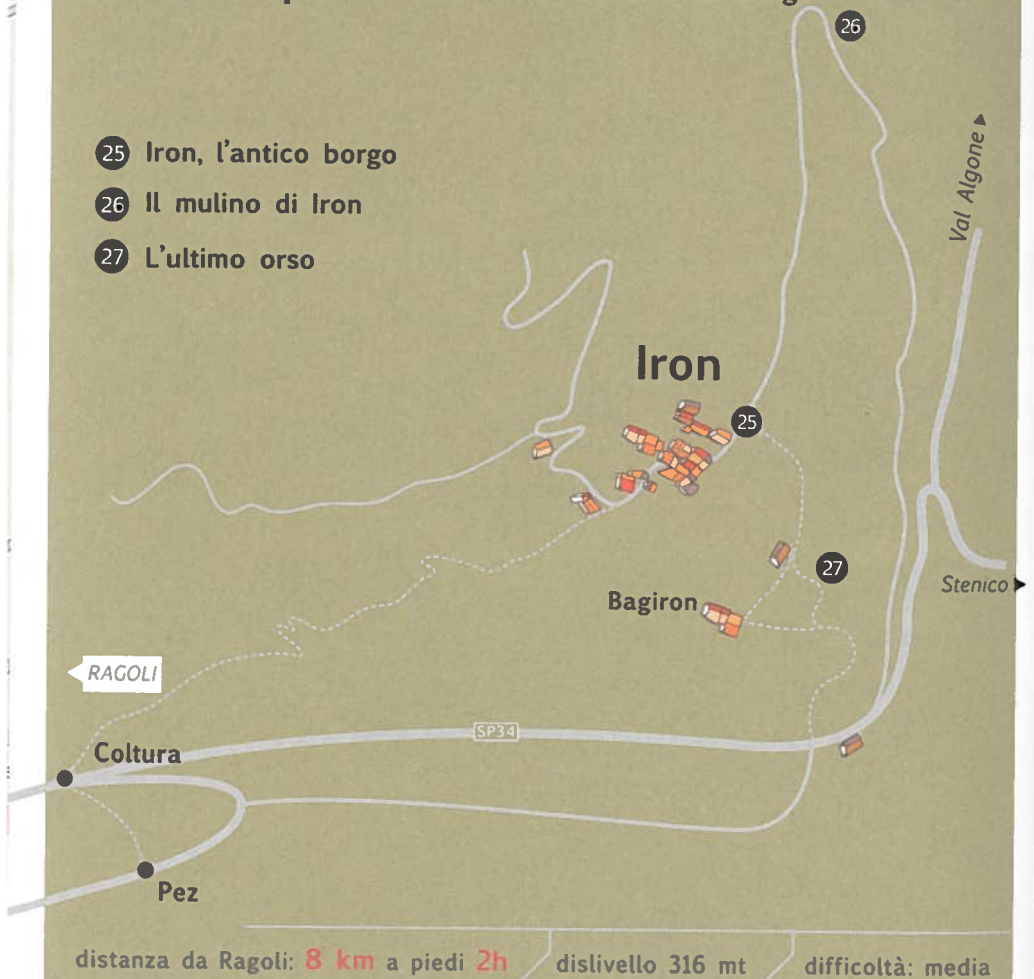 26
25 Iron, l'antico borgo
26 Il mulino di Iron
27 L'ultimo orso
Val Algone
Iron
25
27
Stenico
Bagiron
RAGOLI
SP34
Coltura
Pez
distanza da Ragoli: 8 km a piedi 2h
dislivello 316 mt
difficoltà: media